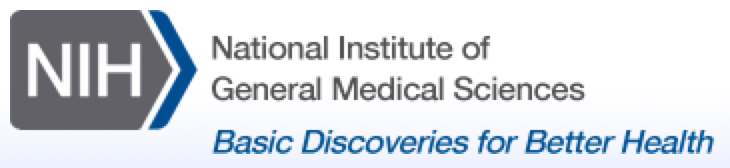 NIH
National Institute of
General Medical Sciences
Basic Discoveries for Better Health